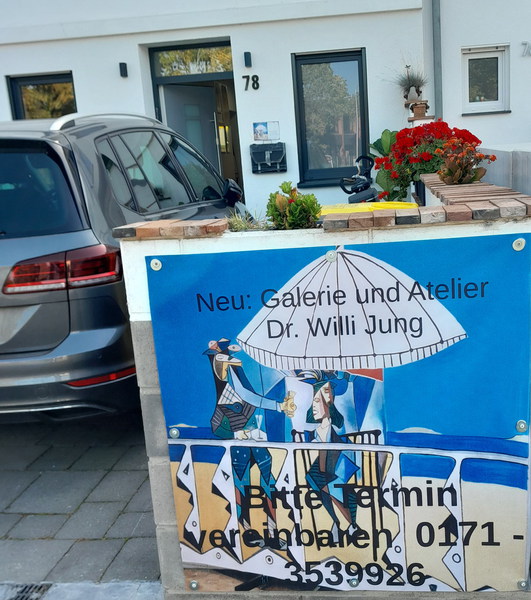 78
Neu: Galerie und Atelier
Dr. Willi Jung
Bitte Termin
vereinbaren 0171 -
3539926